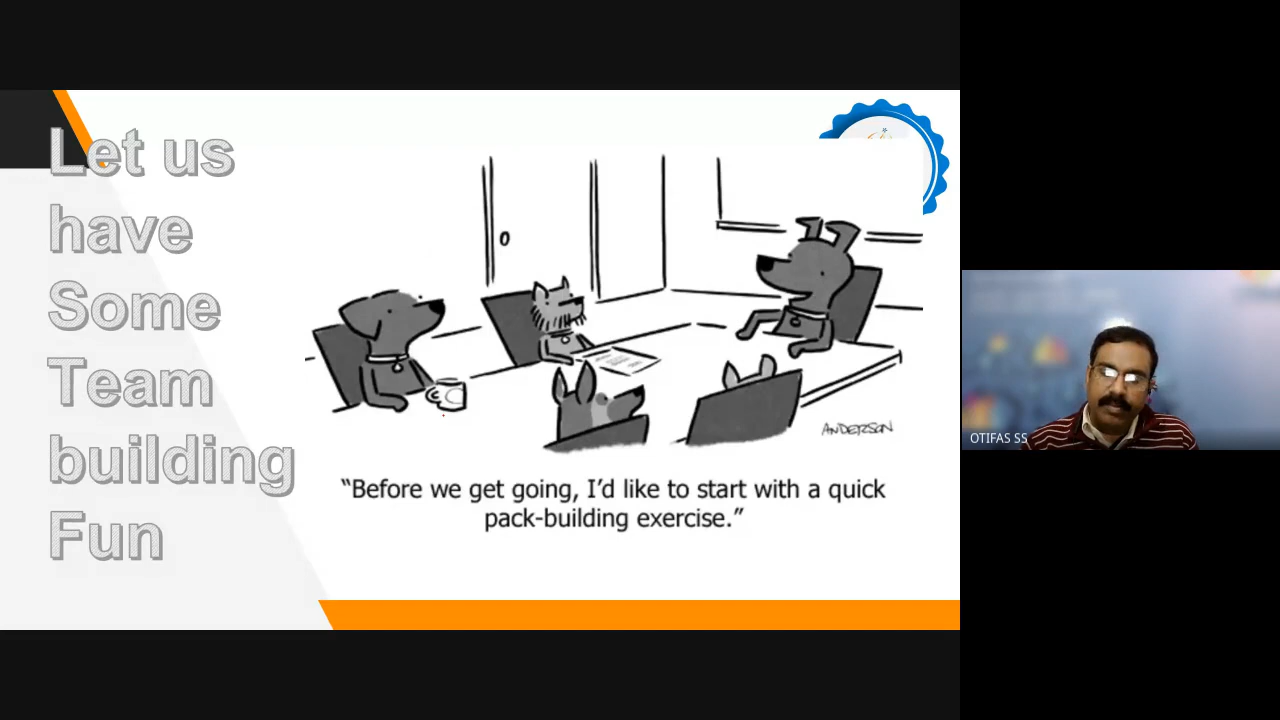 Let us
have
Some
Team
building
Fun
ANDERSON
“Before we get going, I’d like to start with a quick
pack-building exercise.”
OTIFAS SS